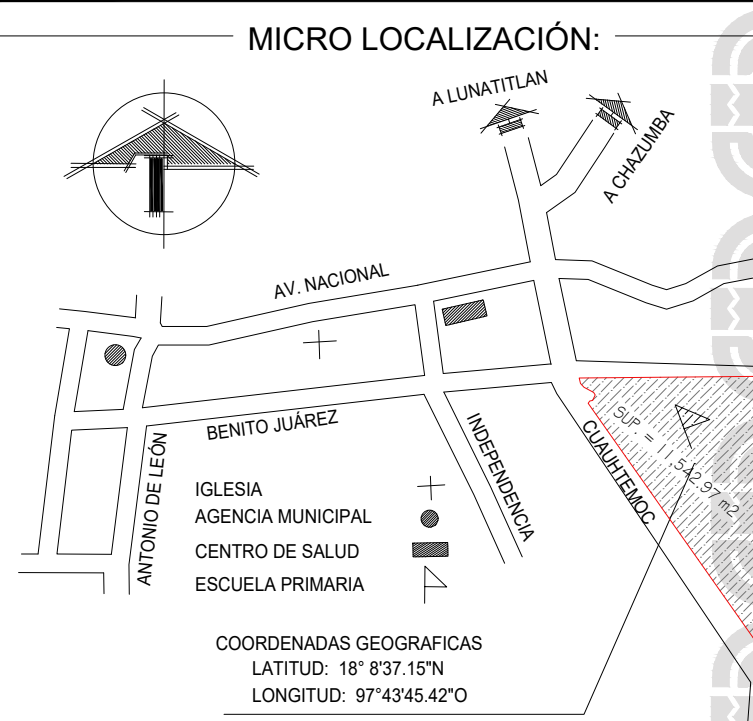 MICRO LOCALIZACIÓN:
A LUNATITLAN
A CHAZUMBA
AV. NACIONAL
BENITO JUÁREZ
ANTONIO DE LEÓN
INDEPENDENCIA
CUAUHTEMOC
SUP. = 11,542.97 m2
IGLESIA
AGENCIA MUNICIPAL
CENTRO DE SALUD
ESCUELA PRIMARIA
COORDENADAS GEOGRAFICAS
LATITUD: 18° 8'37.15"N
LONGITUD: 97°43'45.42"O